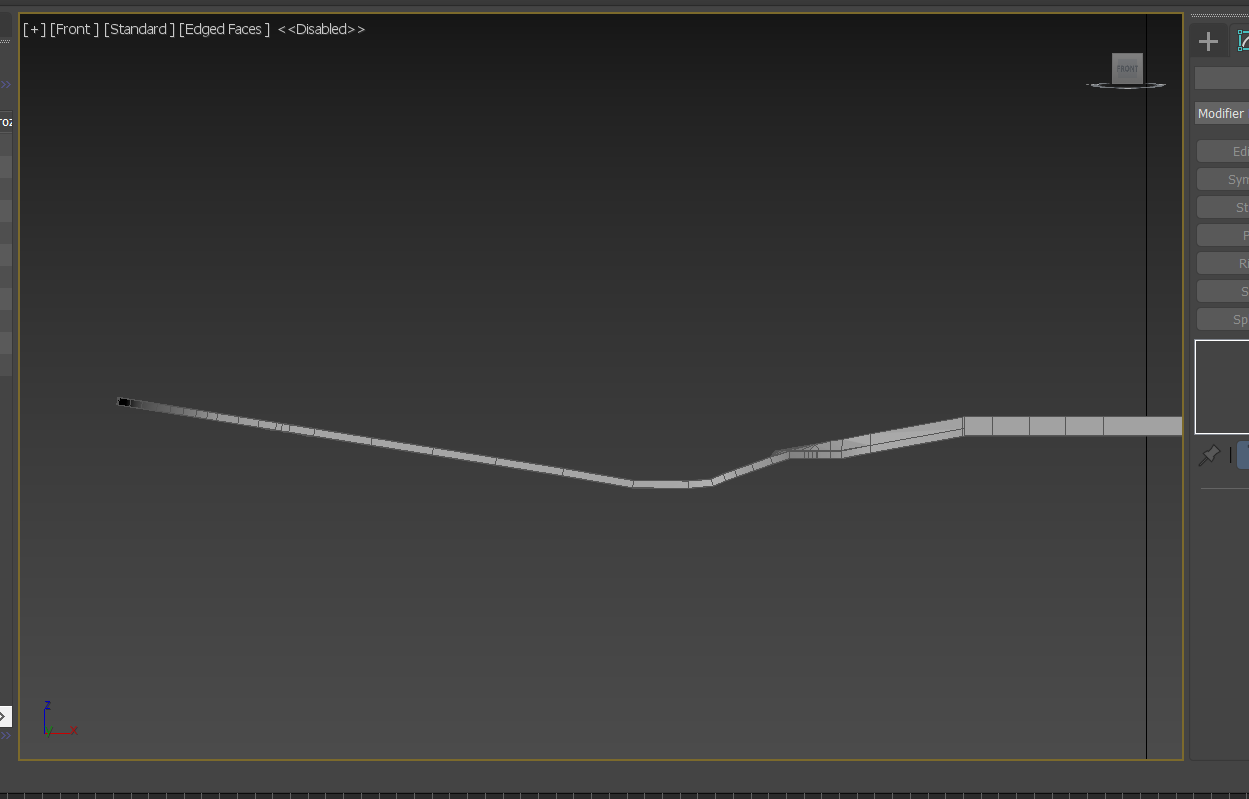 [ + ] [Front ] [Standard ] [Edged Faces ] <<Disabled>>
FRONT
roz
Modifier
Edi
Sym
St
P
Ri
S
Sp
z
y
x